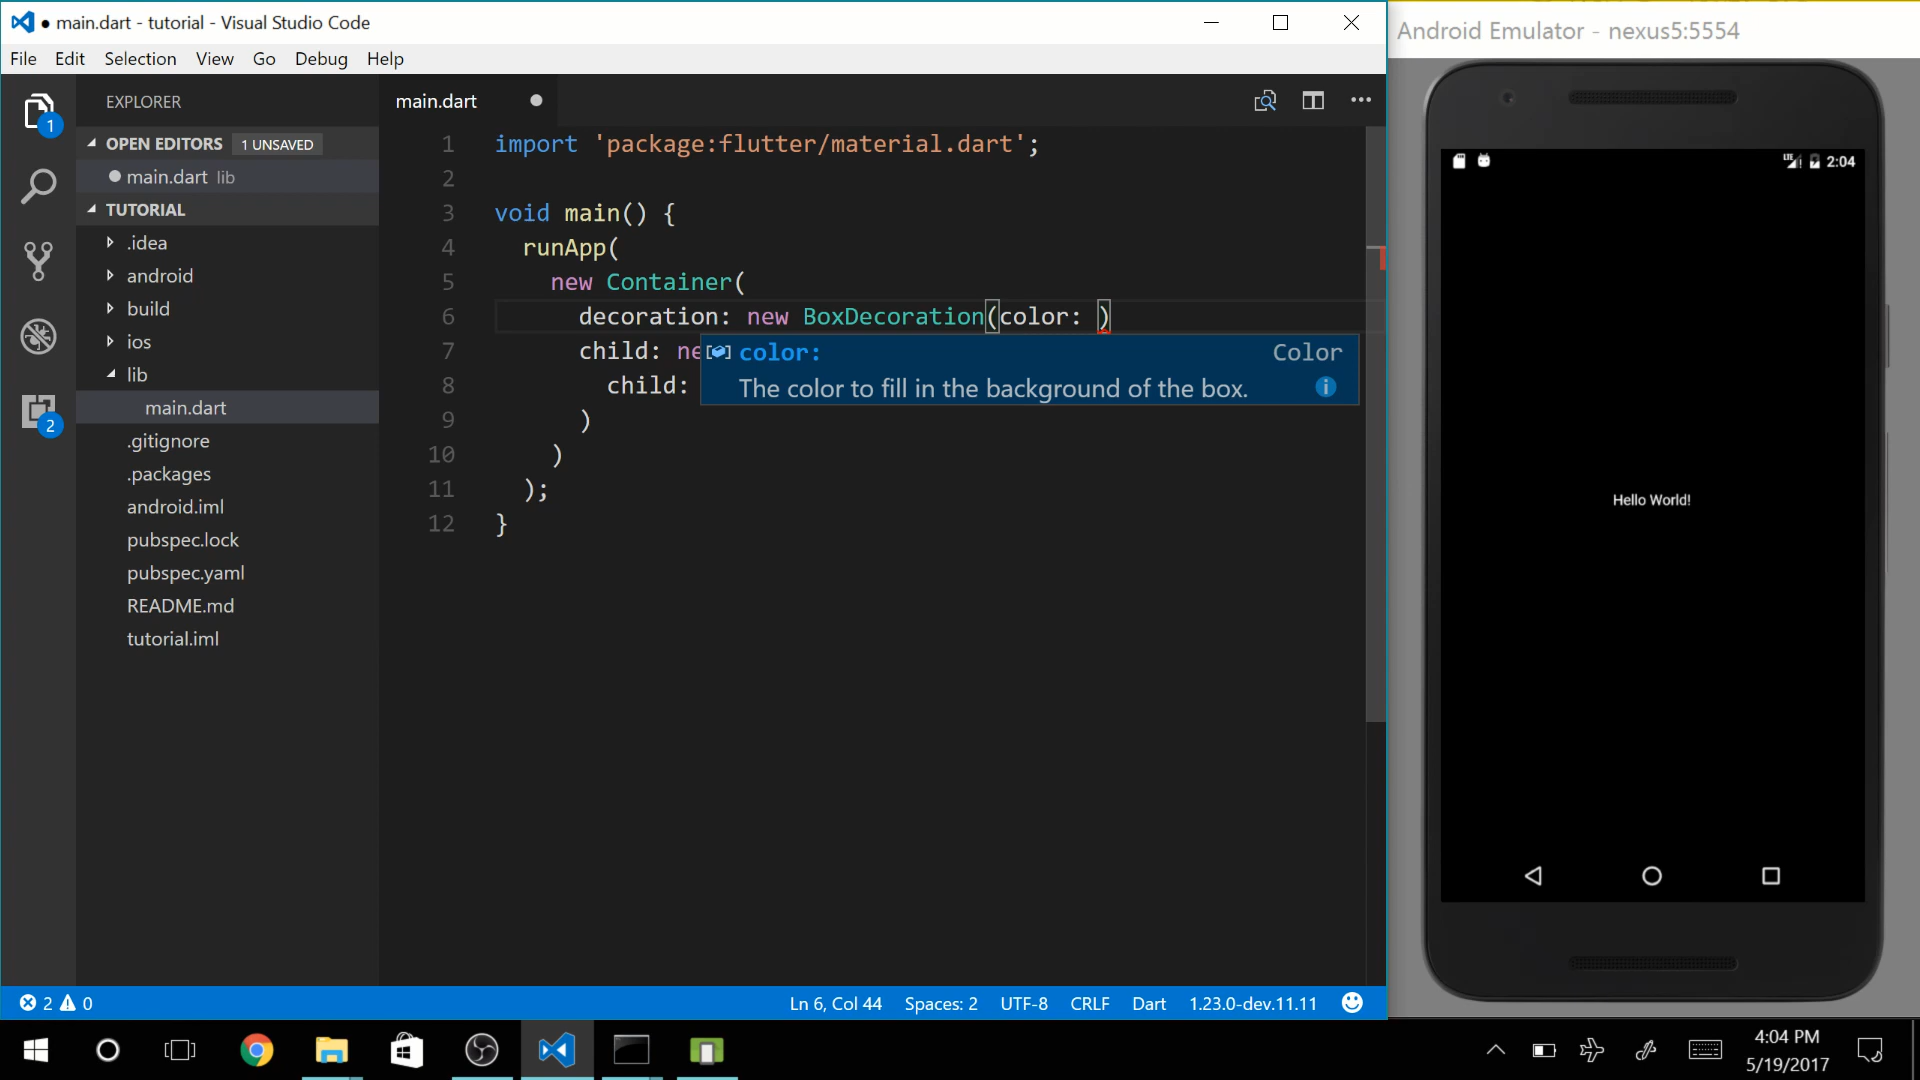 ● main.dart - tutorial - Visual Studio Code
File Edit Selection View Go Debug Help
EXPLORER
OPEN EDITORS 1 UNSAVED
main.dart lib
TUTORIAL
.idea
android
build
ios
lib
main.dart
.gitignore
.packages
android.iml
pubspec.lock
pubspec.yaml
README.md
tutorial.iml
1
2
main.dart
1 import 'package:flutter/material.dart';
2
3 void main() {
4 runApp(
5 new Container(
6 decoration: new BoxDecoration(color: )
7 child: ne
8 child:
9 )
10 )
11 );
12 }
color: Color
The color to fill in the background of the box.
2 0
Ln 6, Col 44 Spaces: 2 UTF-8 CRLF Dart 1.23.0-dev.11.11
Android Emulator - nexus5:5554
LTE 2:04
Hello World!
4:04 PM
5/19/2017